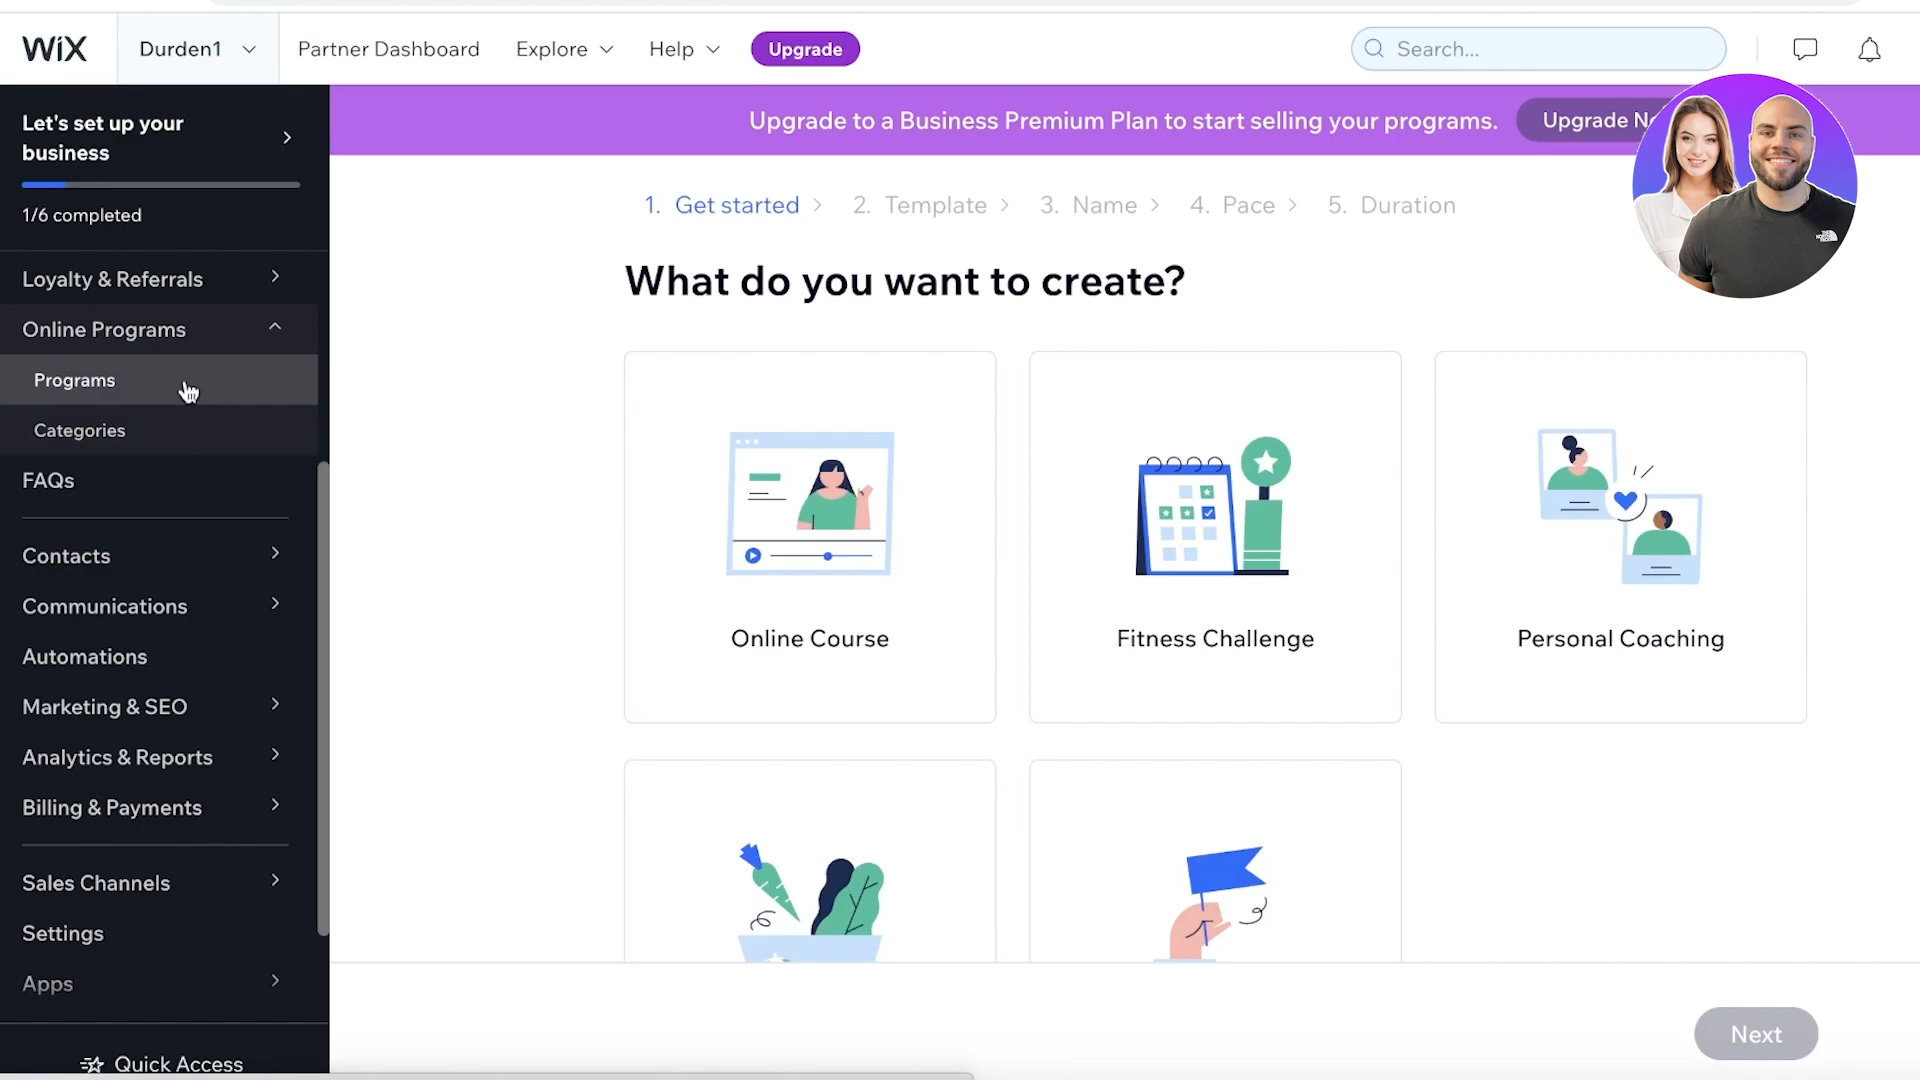 WiX
Durden1
Partner Dashboard
Explore
Help
Upgrade
Search...
Let's set up your
business
1/6 completed
Loyalty & Referrals
Online Programs
Programs
Categories
FAQs
Contacts
Communications
Automations
Marketing & SEO
Analytics & Reports
Billing & Payments
Sales Channels
Settings
Apps
Quick Access
Upgrade to a Business Premium Plan to start selling your programs.
Upgrade
1. Get started
2. Template
3. Name
4. Pace
5. Duration
What do you want to create?
Online Course
Fitness Challenge
Personal Coaching
Next